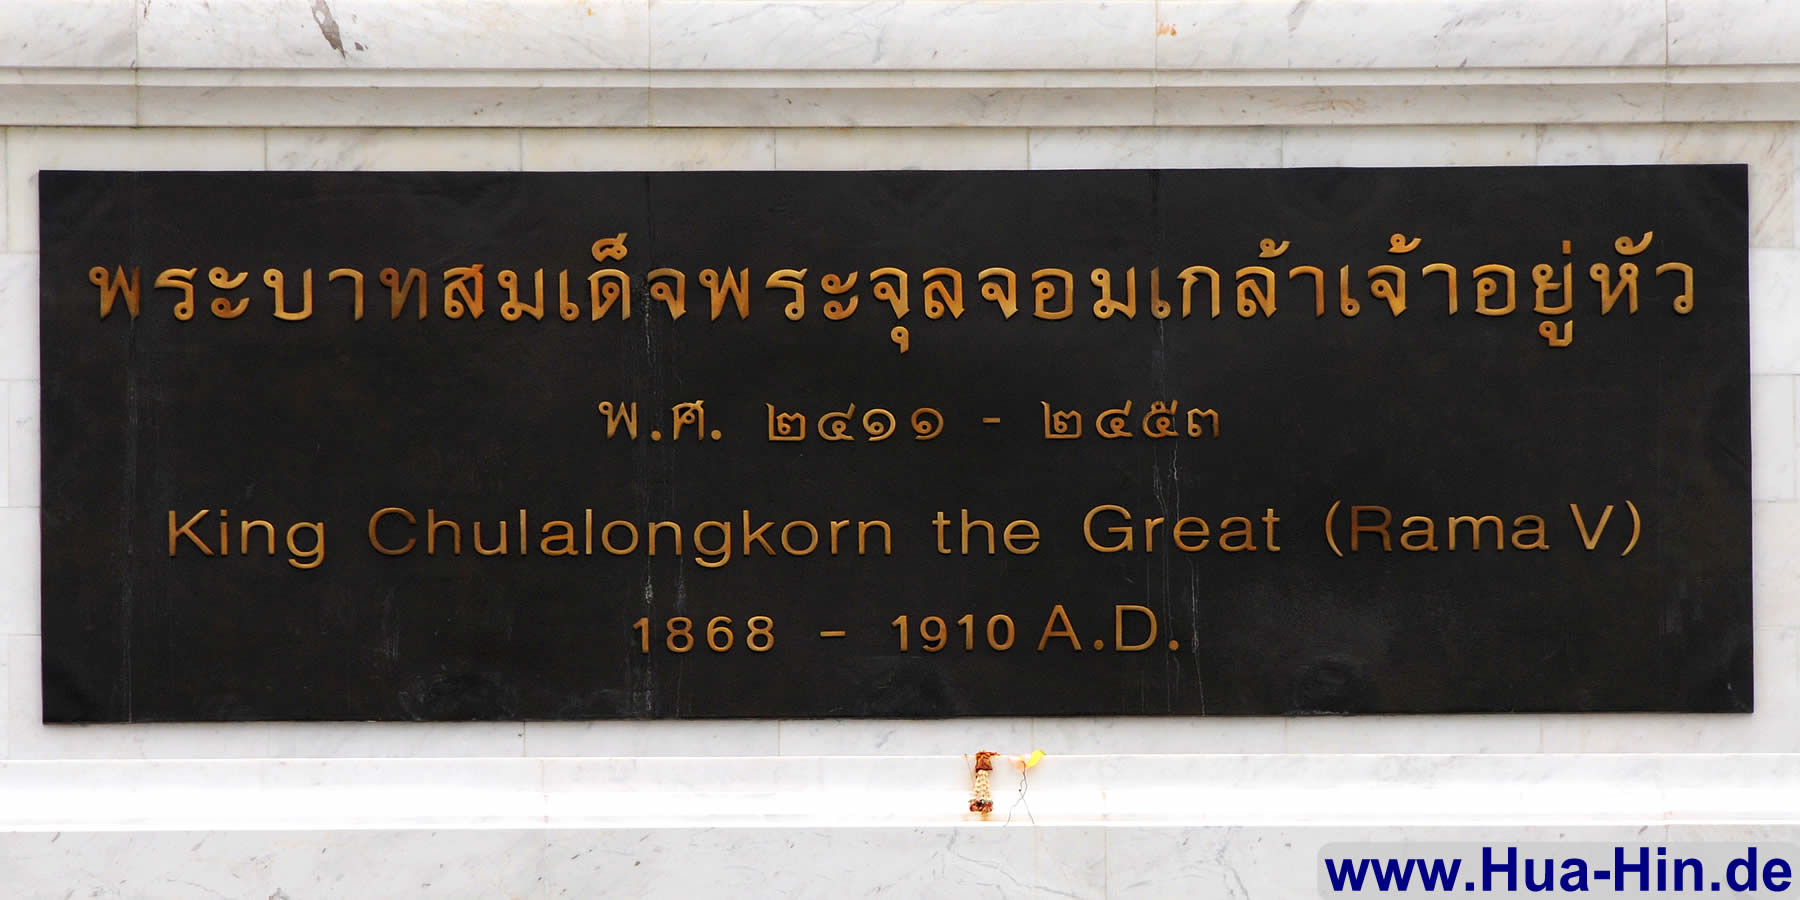 พระบาทสมเด็จพระจุลจอมเกล้าเจ้าอยู่หัว
พ.ศ. ๒๔๑๑ - ๒๔๕๓
King Chulalongkorn the Great (Rama V)
1868 - 1910 A.D.
www.Hua-Hin.de